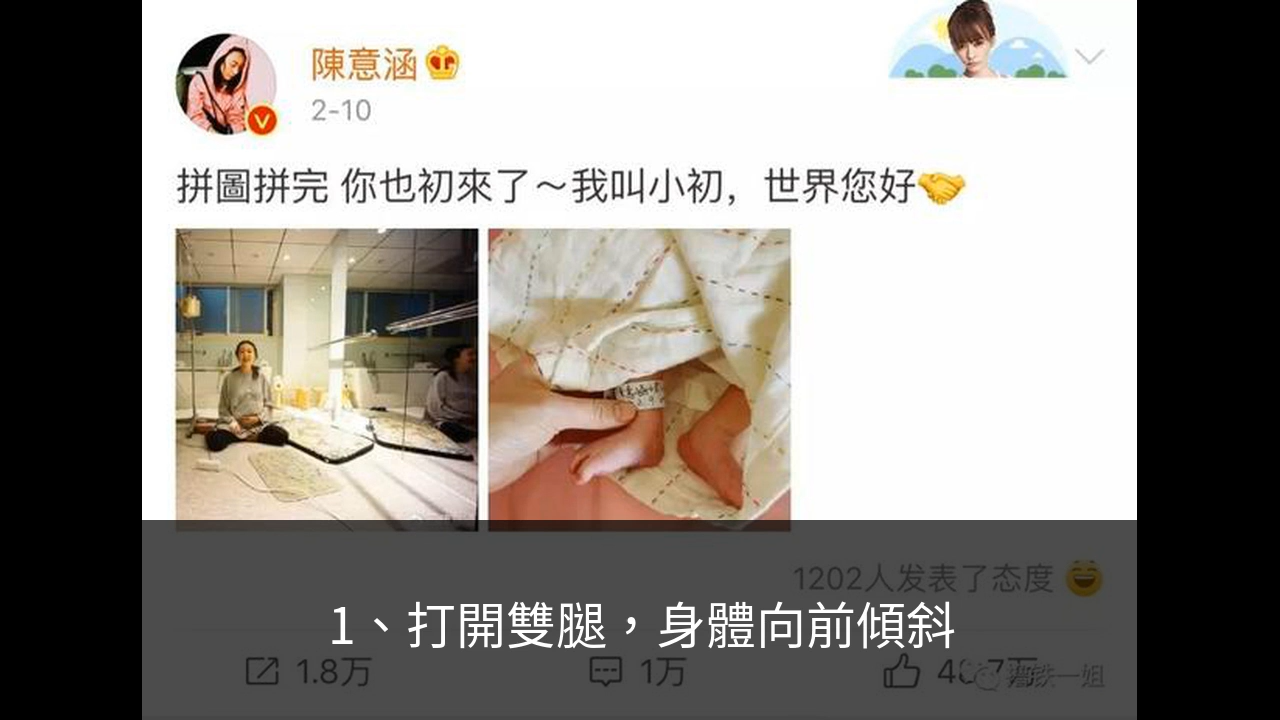 陳意涵
2-10
拼圖拼完 你也初來了～我叫小初，世界您好🤝
1202人发表了态度
1、打開雙腿，身體向前傾斜
1.8万 1万